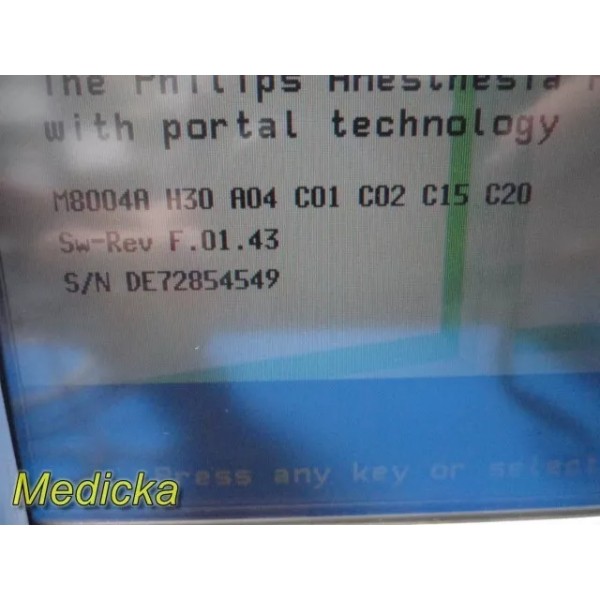 The Philips Anesthesia
with portal technology
M8004A H30 A04 C01 C02 C15 C20
Sw-Rev F.01.43
S/N DE72854549
Press any key or select
Medicka